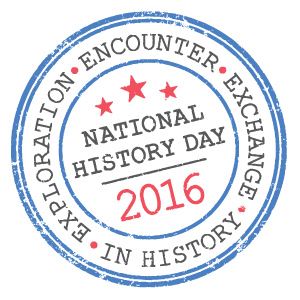 EXPLORATION • ENCOUNTER • EXCHANGE • IN HISTORY •
NATIONAL
HISTORY DAY
2016